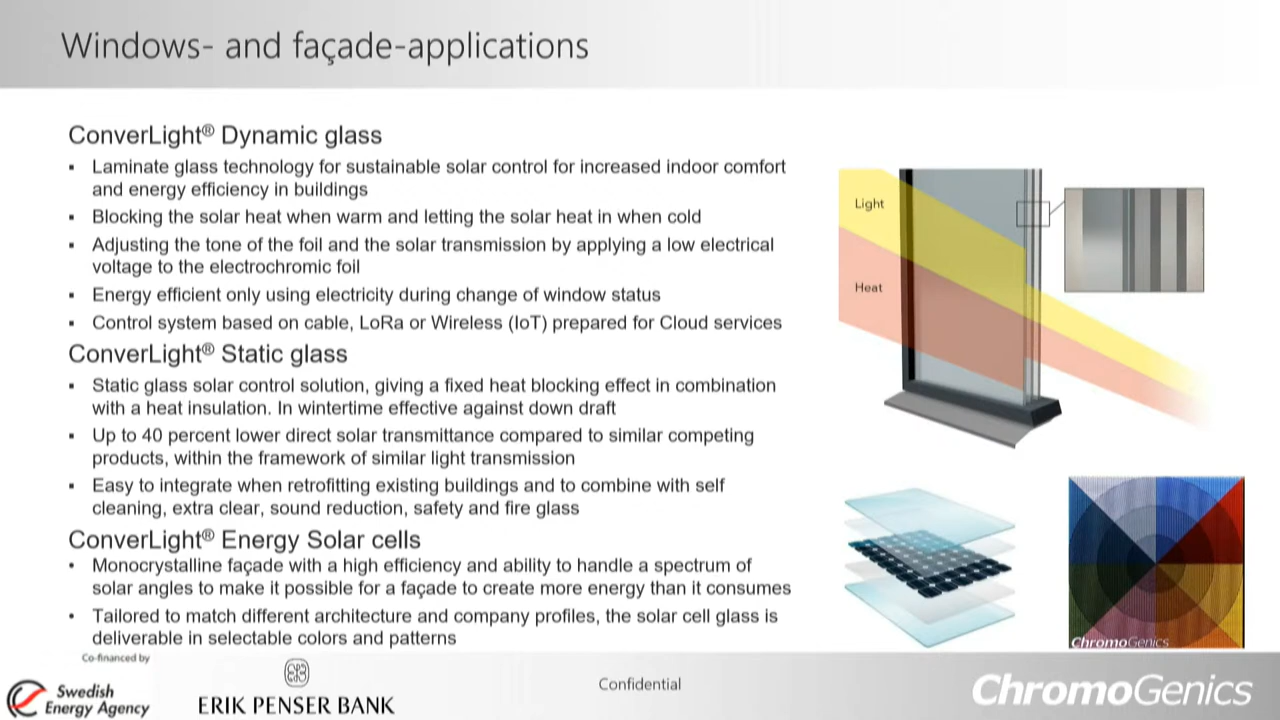 Windows- and façade-applications
ConverLight® Dynamic glass
▪ Laminate glass technology for sustainable solar control for increased indoor comfort
and energy efficiency in buildings
▪ Blocking the solar heat when warm and letting the solar heat in when cold
▪ Adjusting the tone of the foil and the solar transmission by applying a low electrical
voltage to the electrochromic foil
▪ Energy efficient only using electricity during change of window status
▪ Control system based on cable, LoRa or Wireless (IoT) prepared for Cloud services
ConverLight® Static glass
▪ Static glass solar control solution, giving a fixed heat blocking effect in combination
with a heat insulation. In wintertime effective against down draft
▪ Up to 40 percent lower direct solar transmittance compared to similar competing
products, within the framework of similar light transmission
▪ Easy to integrate when retrofitting existing buildings and to combine with self
cleaning, extra clear, sound reduction, safety and fire glass
ConverLight® Energy Solar cells
• Monocrystalline façade with a high efficiency and ability to handle a spectrum of
solar angles to make it possible for a façade to create more energy than it consumes
• Tailored to match different architecture and company profiles, the solar cell glass is
deliverable in selectable colors and patterns
Light
Heat
ChromoGenics
Co-financed by
Swedish
Energy Agency
ERIK PENSER BANK
Confidential
ChromoGenics